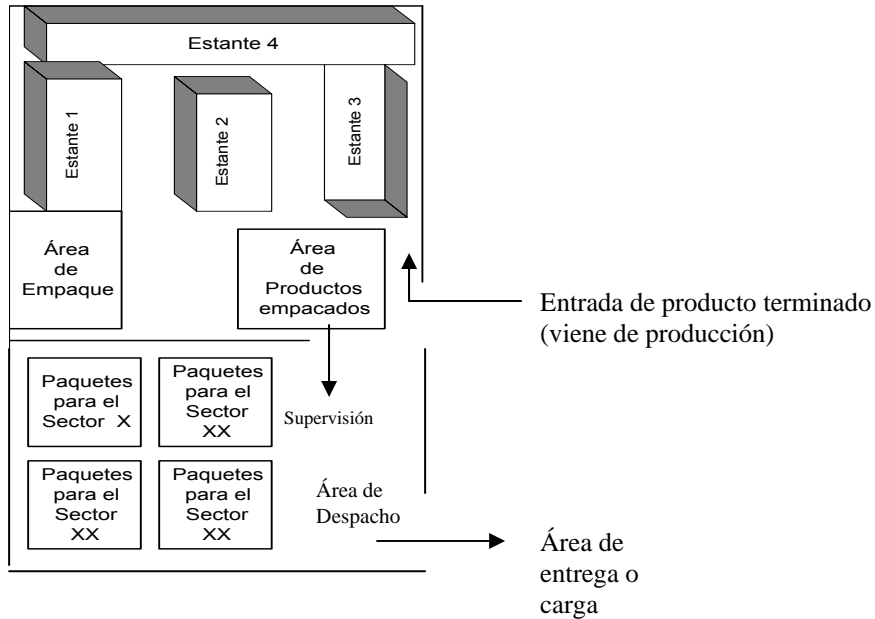 Estante 4
Estante 1
Estante 2
Estante 3
Área
de
Empaque
Área
de
Productos
empacados
Entrada de producto terminado
(viene de producción)
Paquetes
para el
Sector X
Paquetes
para el
Sector
XX
Supervisión
Paquetes
para el
Sector
XX
Paquetes
para el
Sector
XX
Área de
Despacho
Área de
entrega o
carga